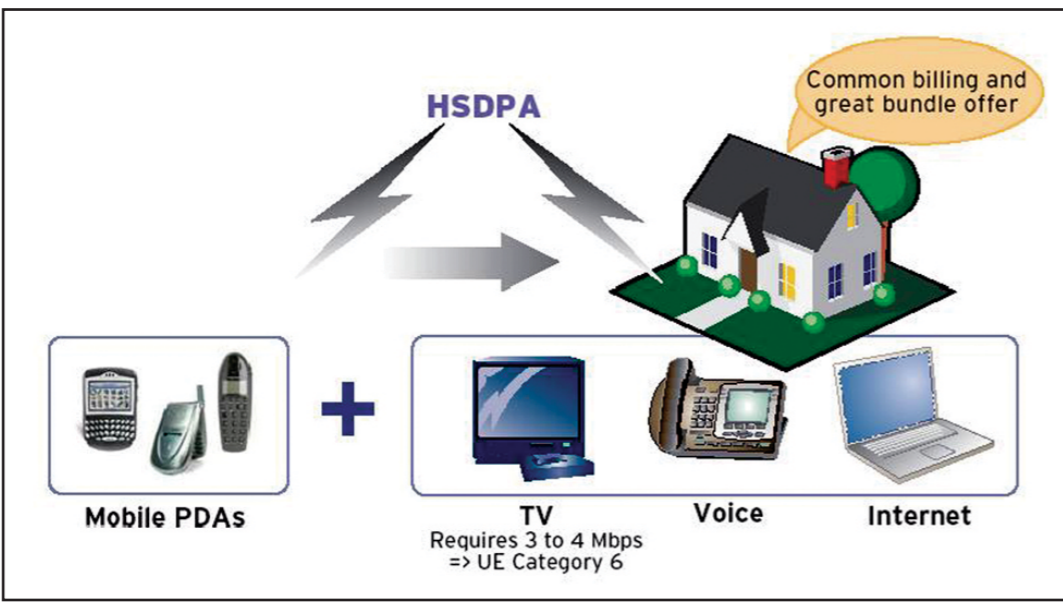 Common billing and
great bundle offer
HSDPA
Mobile PDAs
TV
Requires 3 to 4 Mbps
=> UE Category 6
Voice
Internet